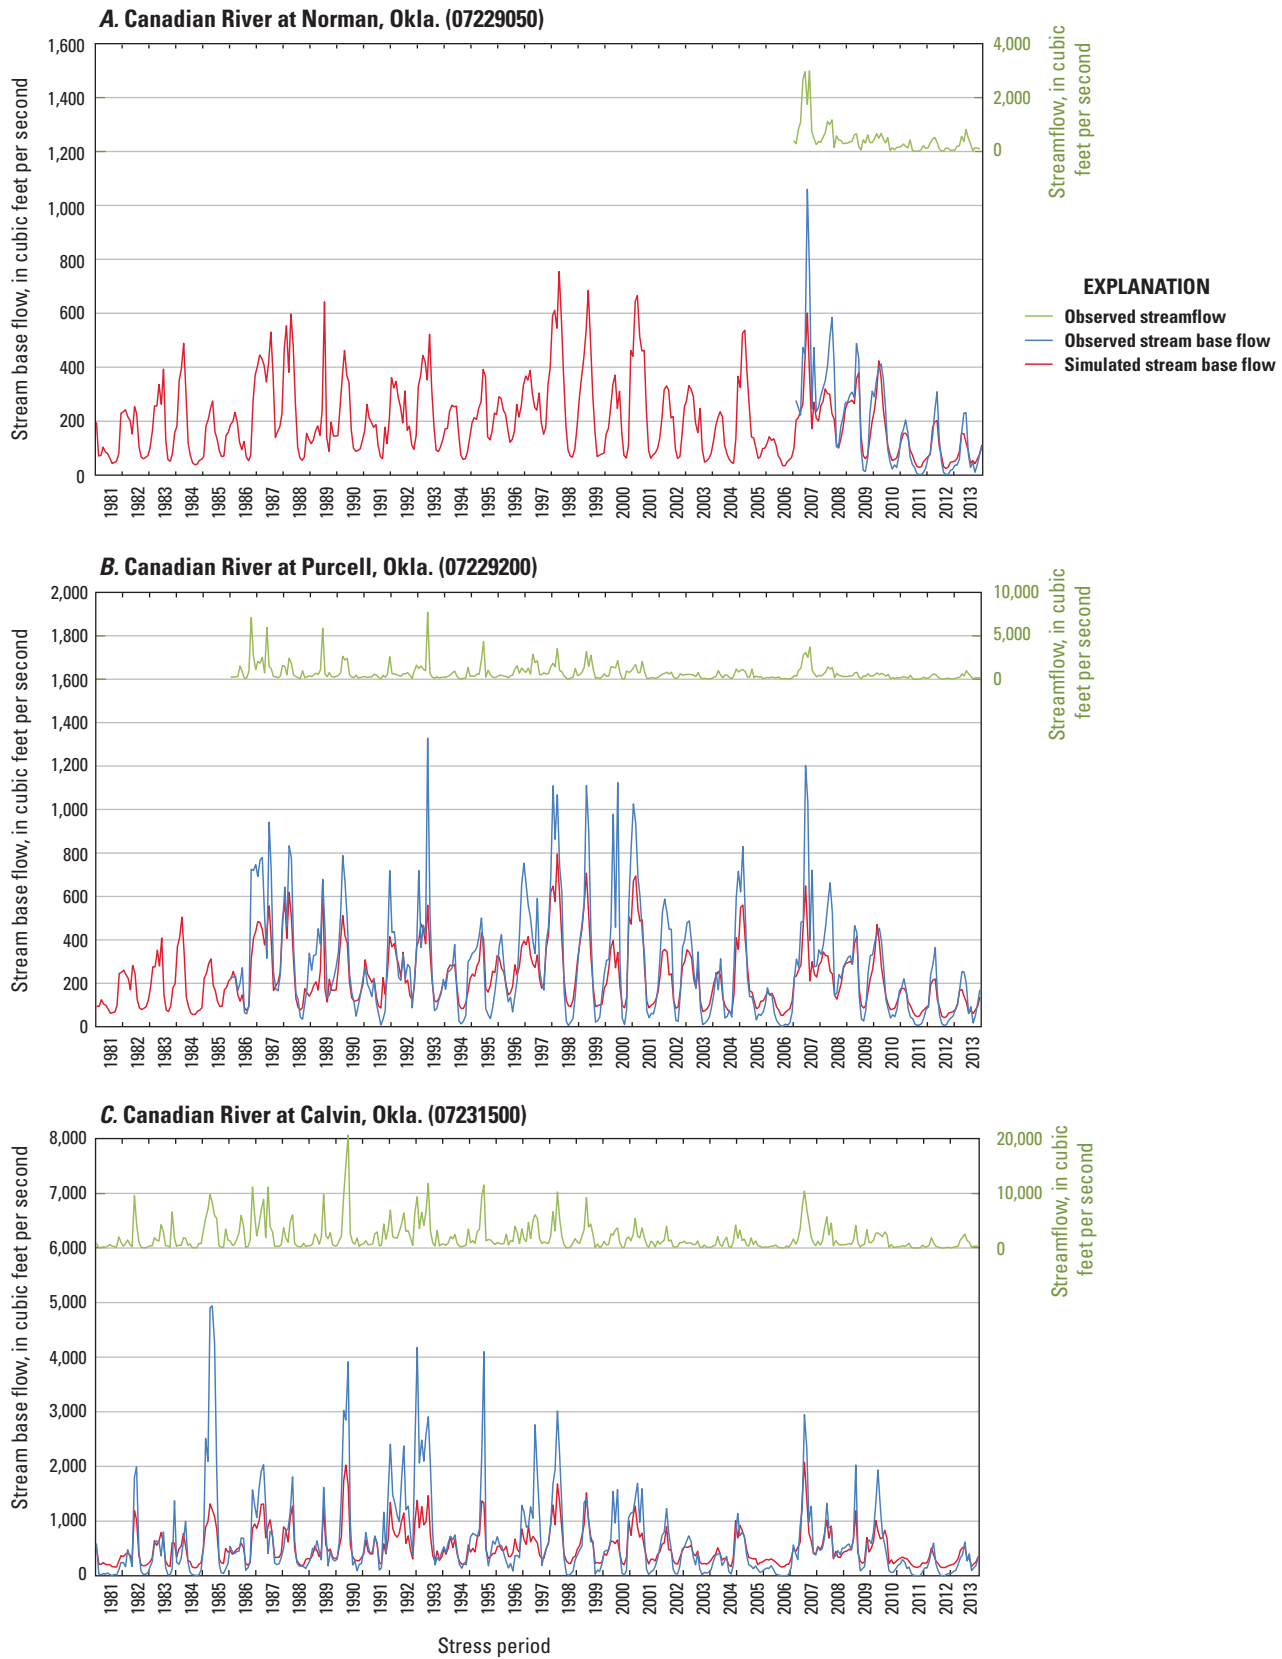 A. Canadian River at Norman, Okla. (07229050)
Stream base flow, in cubic feet per second
1,600
1,400
1,200
1,000
800
600
400
200
0
4,000
2,000
0
Streamflow, in cubic
feet per second
1981 1982 1983 1984 1985 1986 1987 1988 1989 1990 1991 1992 1993 1994 1995 1996 1997 1998 1999 2000 2001 2002 2003 2004 2005 2006 2007 2008 2009 2010 2011 2012 2013
EXPLANATION
Observed streamflow
Observed stream base flow
Simulated stream base flow
B. Canadian River at Purcell, Okla. (07229200)
Stream base flow, in cubic feet per second
2,000
1,800
1,600
1,400
1,200
1,000
800
600
400
200
0
10,000
5,000
0
Streamflow, in cubic
feet per second
1981 1982 1983 1984 1985 1986 1987 1988 1989 1990 1991 1992 1993 1994 1995 1996 1997 1998 1999 2000 2001 2002 2003 2004 2005 2006 2007 2008 2009 2010 2011 2012 2013
C. Canadian River at Calvin, Okla. (07231500)
Stream base flow, in cubic feet per second
8,000
7,000
6,000
5,000
4,000
3,000
2,000
1,000
0
20,000
10,000
0
Streamflow, in cubic
feet per second
1981 1982 1983 1984 1985 1986 1987 1988 1989 1990 1991 1992 1993 1994 1995 1996 1997 1998 1999 2000 2001 2002 2003 2004 2005 2006 2007 2008 2009 2010 2011 2012 2013
Stress period